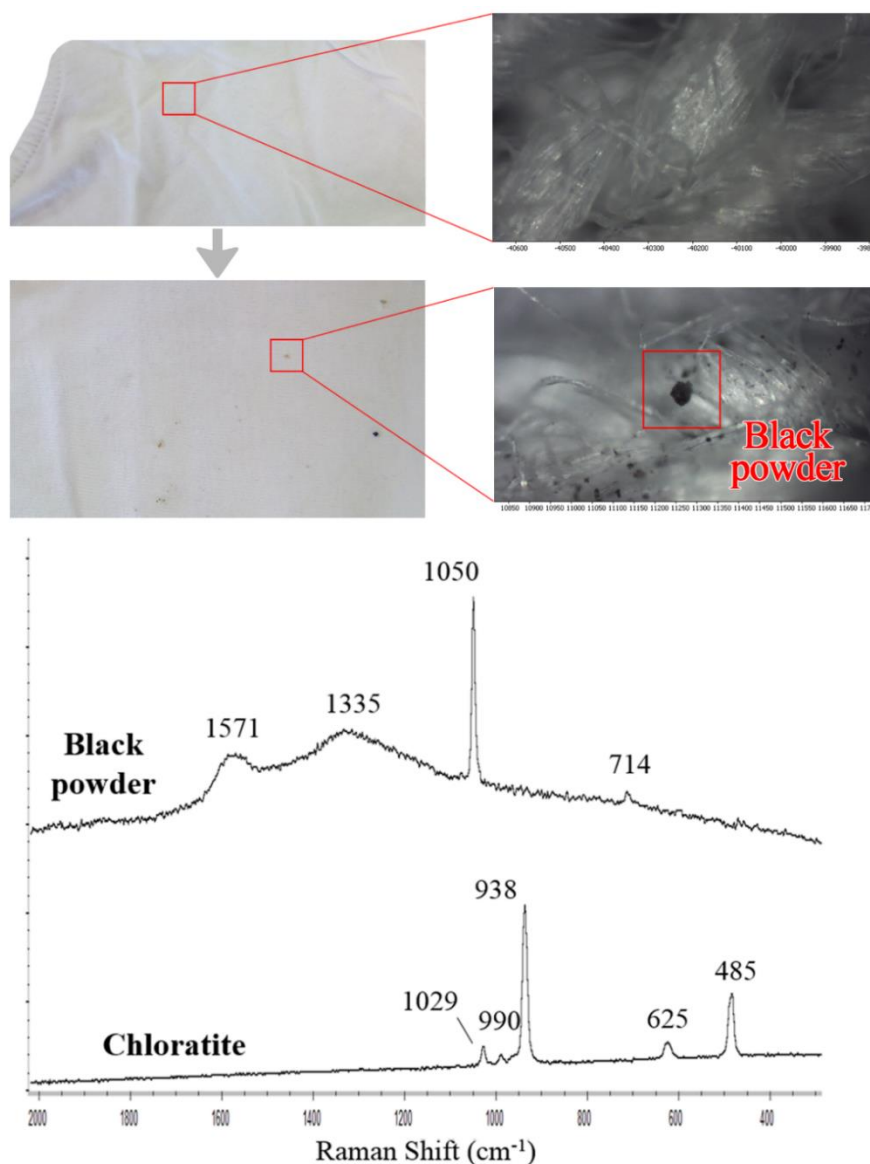 -40600 -40500 -40400 -40300 -40200 -40100 -40000 -39900
Black
powder
10850 10900 10950 11000 11050 11100 11150 11200 11250 11300 11350 11400 11450 11500 11550 11600 11650
1050
1571
1335
714
Black
powder
938
1029
990
625
485
Chloratite
2000 1800 1600 1400 1200 1000 800 600 400
Raman Shift (cm⁻¹)